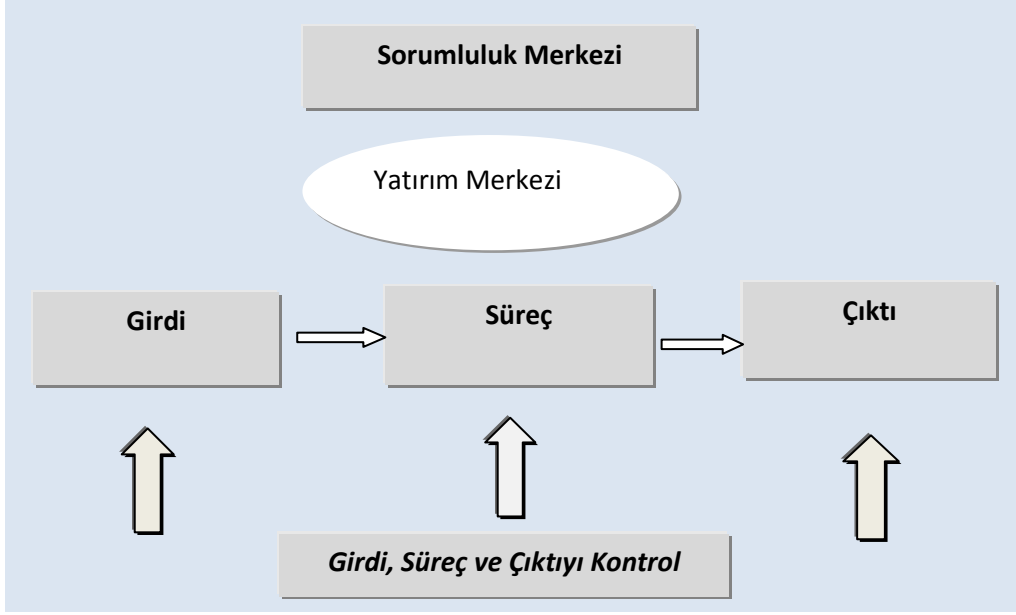 Sorumluluk Merkezi
Yatırım Merkezi
Girdi
Süreç
Çıktı
Girdi, Süreç ve Çıktıyı Kontrol